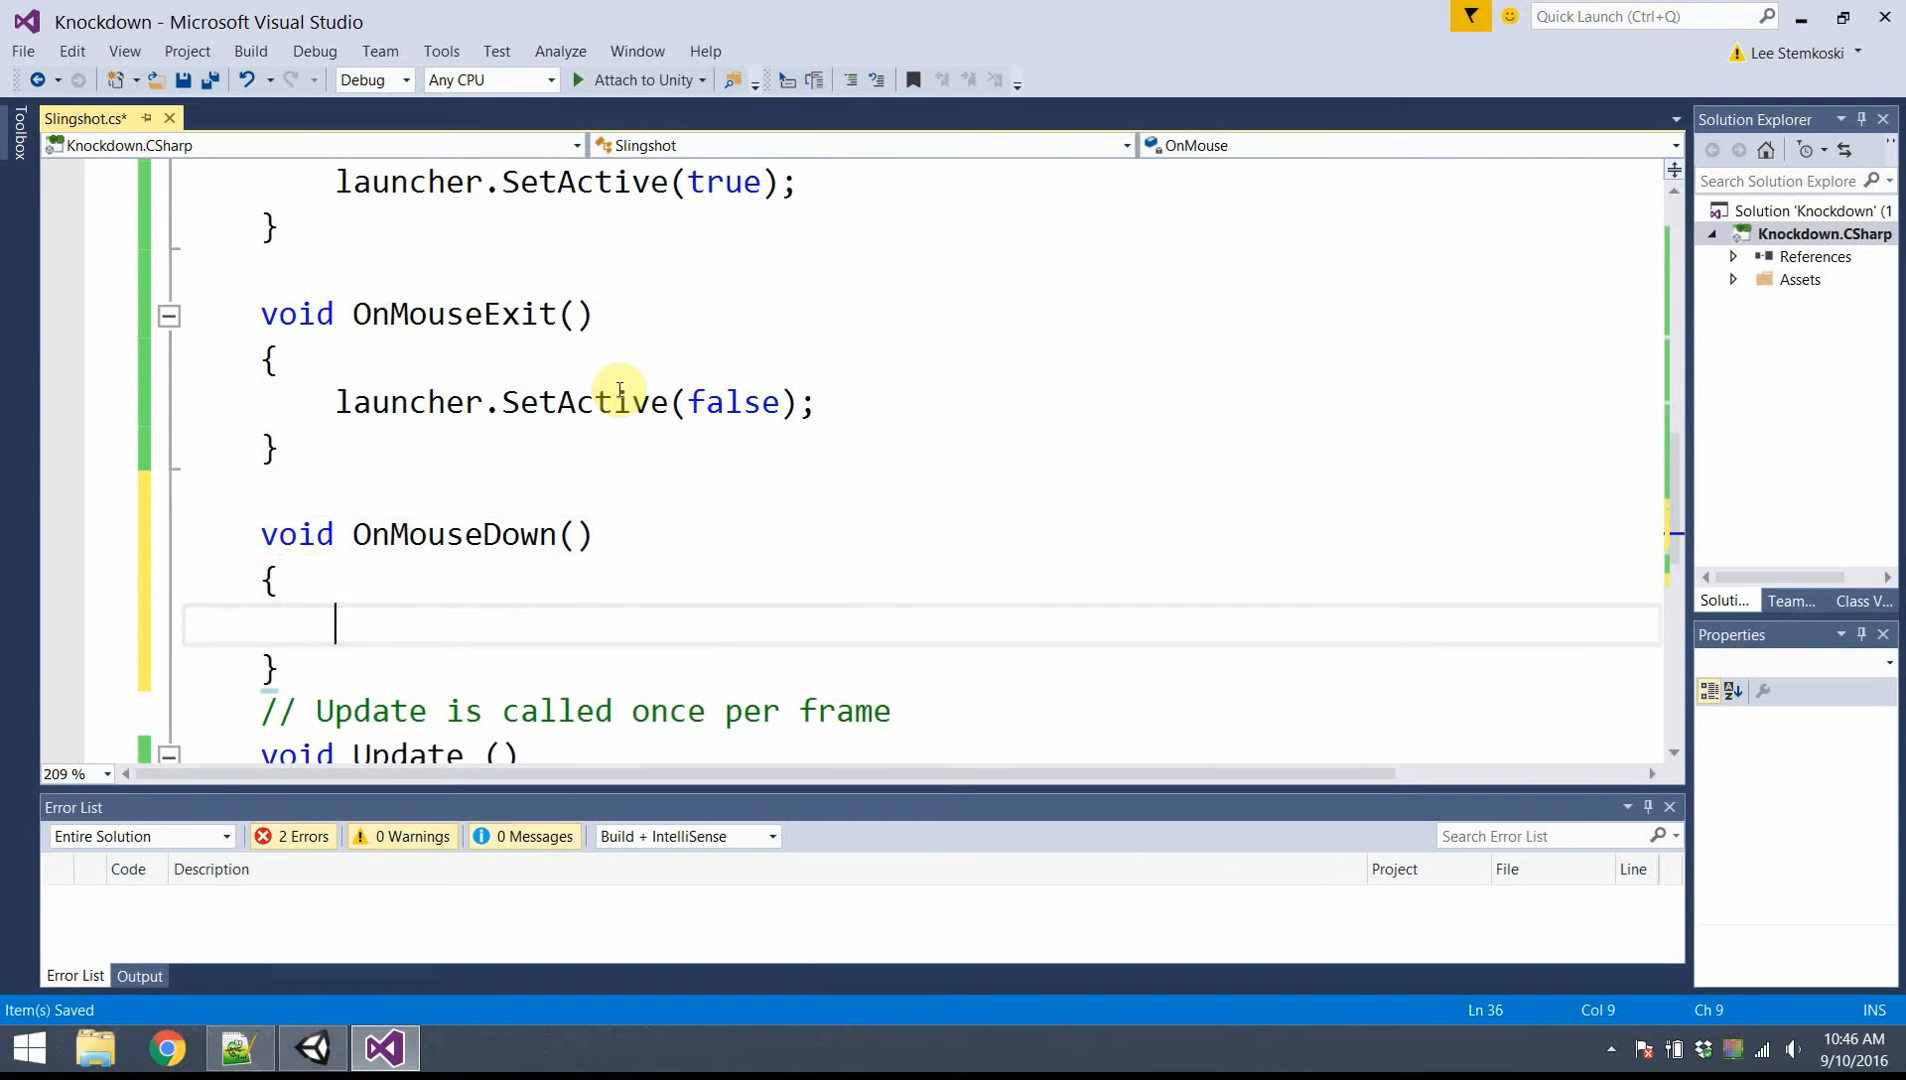 Knockdown - Microsoft Visual Studio
Quick Launch (Ctrl+Q)
File Edit View Project Build Debug Team Tools Test Analyze Window Help
Lee Stemkoski
Debug Any CPU Attach to Unity
Toolbox
Slingshot.cs*
Knockdown.CSharp Slingshot OnMouse
launcher.SetActive(true);
}
void OnMouseExit()
{
launcher.SetActive(false);
}
void OnMouseDown()
{
}
// Update is called once per frame
void Update ()
209 %
Solution Explorer
Search Solution Explore
Solution 'Knockdown' (1
Knockdown.CSharp
References
Assets
Soluti... Team... Class V...
Properties
Error List
Entire Solution 2 Errors 0 Warnings 0 Messages Build + IntelliSense Search Error List
Code Description Project File Line
Error List Output
Item(s) Saved Ln 36 Col 9 Ch 9 INS
10:46 AM
9/10/2016